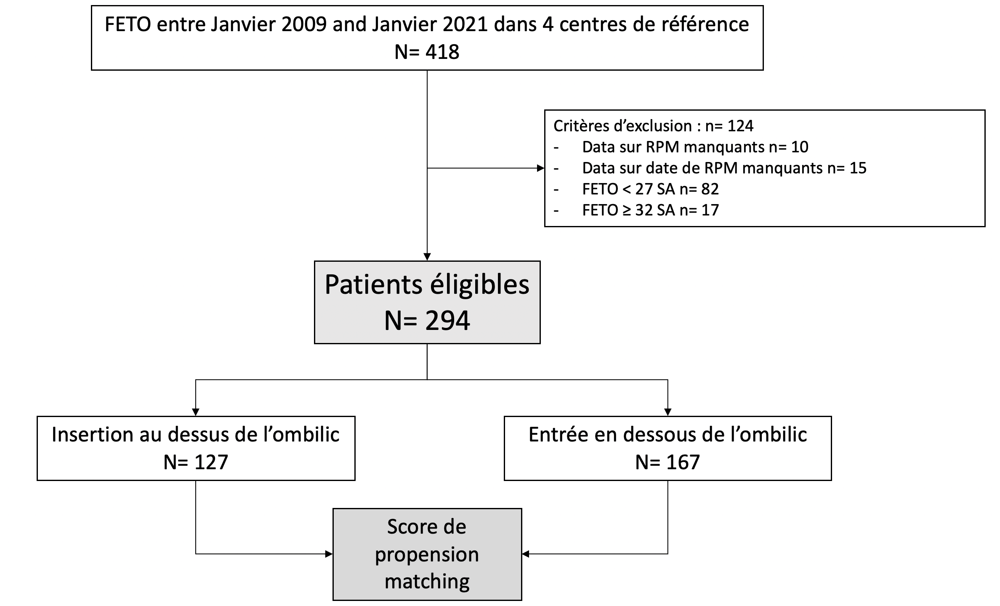 FETO entre Janvier 2009 and Janvier 2021 dans 4 centres de référence
N= 418
Critères d’exclusion : n= 124
- Data sur RPM manquants n= 10
- Data sur date de RPM manquants n= 15
- FETO < 27 SA n= 82
- FETO ≥ 32 SA n= 17
Patients éligibles
N= 294
Insertion au dessus de l’ombilic
N= 127
Entrée en dessous de l’ombilic
N= 167
Score de
propension
matching